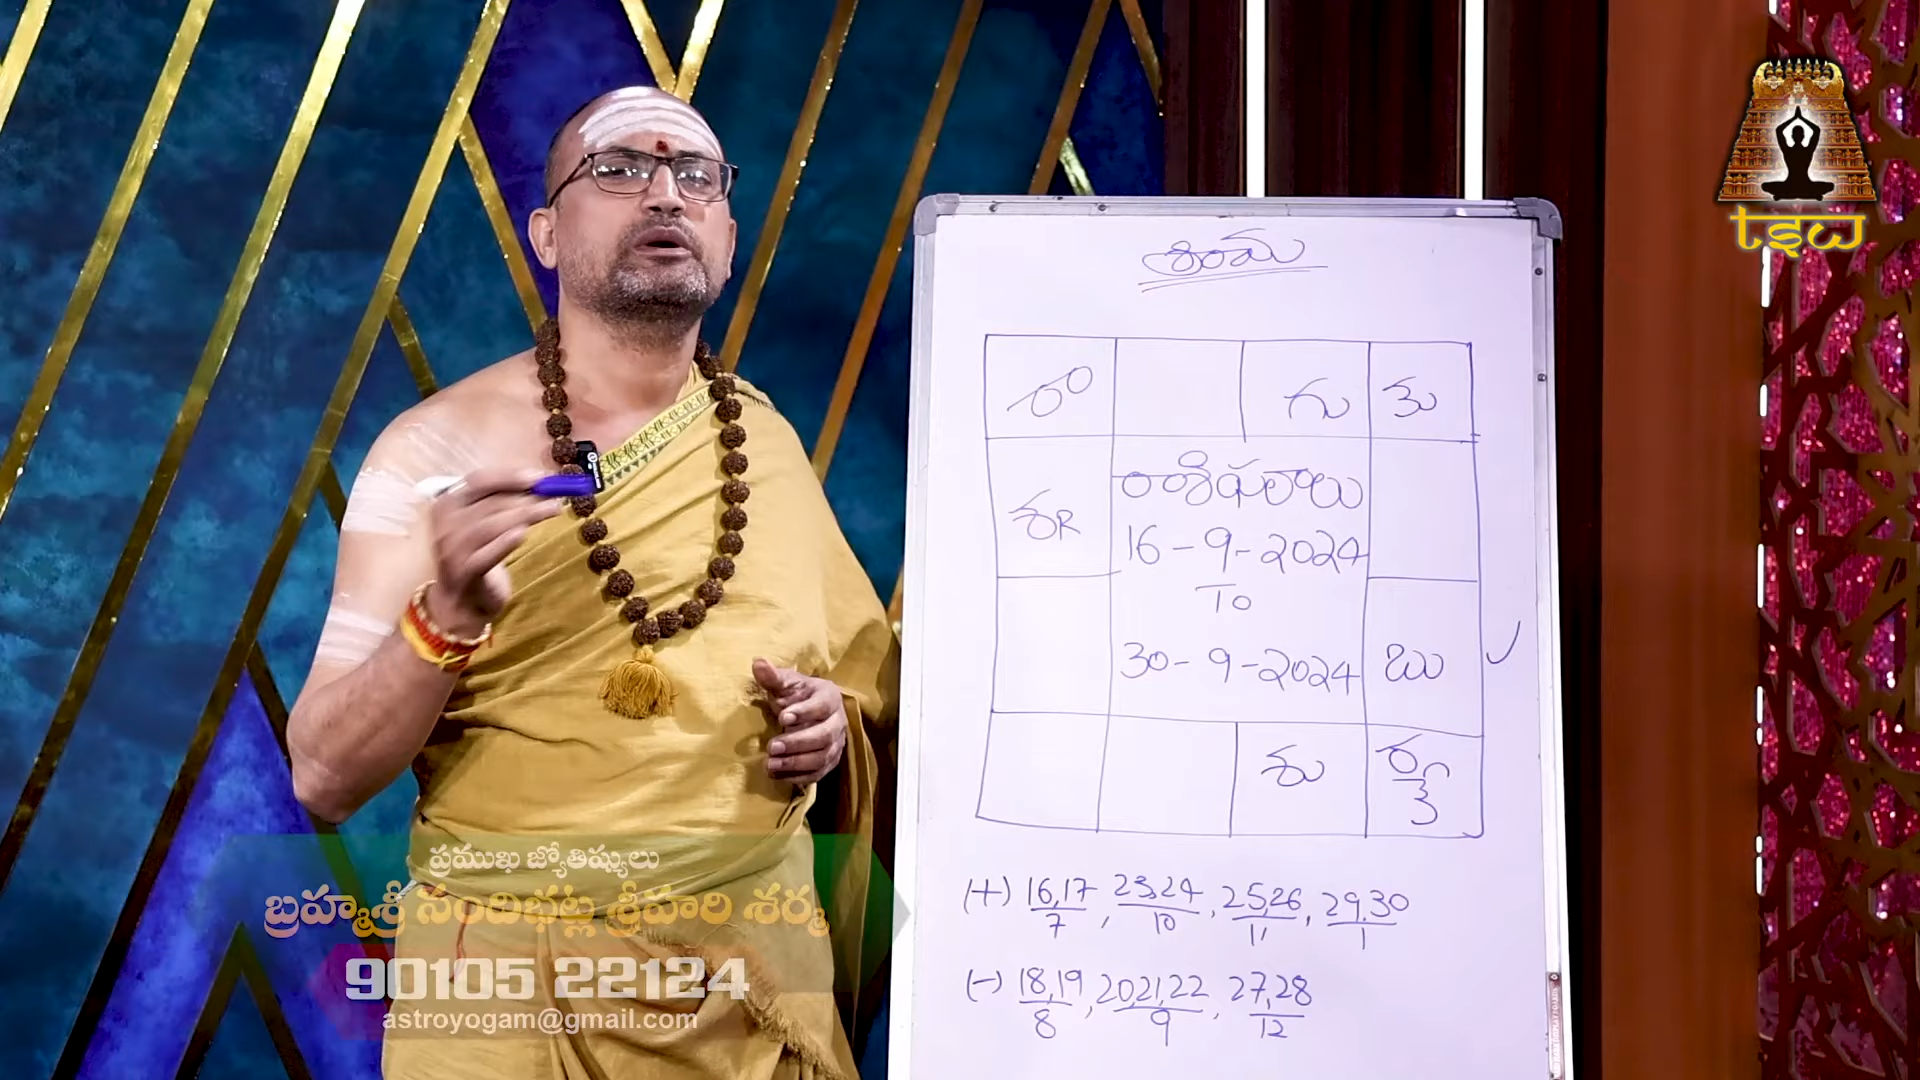 tsw
శ్రీరామ
రా
గు
కు
శR
రాశిఫలాలు
16-9-2024
To
30-9-2024
బు
✓
శు
ర
కే
(+) 16,17/7, 23,24/10, 25,26/11, 29,30/1
(-) 18,19/8, 20,21,22/9, 27,28/12
ప్రముఖ జ్యోతిష్యులు
బ్రహ్మశ్రీ నందిభట్ల శ్రీహరి శర్మ
90105 22124
astroyogam@gmail.com